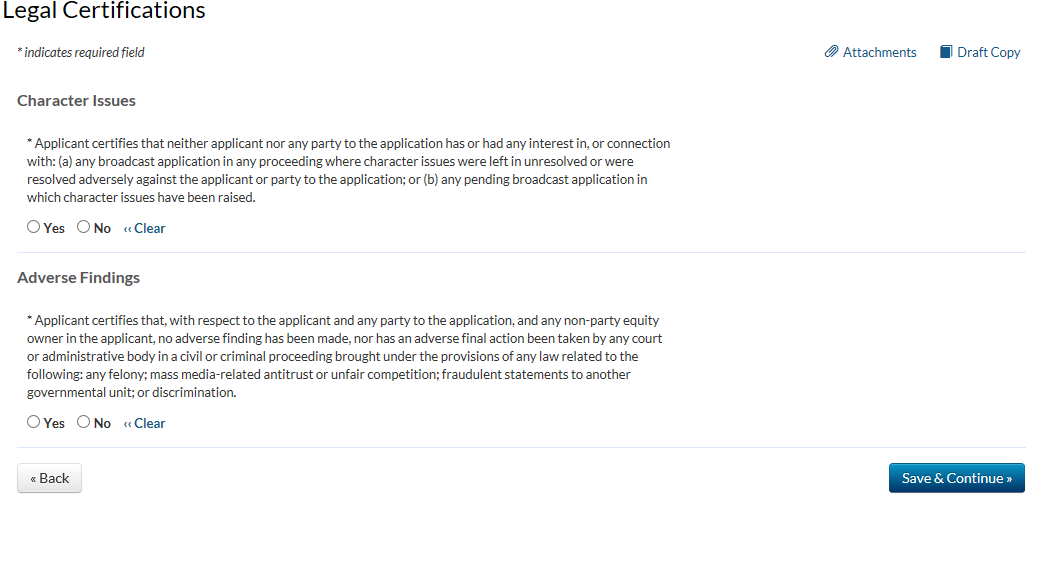 Legal Certifications
* indicates required field
Attachments
Draft Copy
Character Issues
* Applicant certifies that neither applicant nor any party to the application has or had any interest in, or connection
with: (a) any broadcast application in any proceeding where character issues were left in unresolved or were
resolved adversely against the applicant or party to the application; or (b) any pending broadcast application in
which character issues have been raised.
Yes No ‹‹ Clear
Adverse Findings
* Applicant certifies that, with respect to the applicant and any party to the application, and any non-party equity
owner in the applicant, no adverse finding has been made, nor has an adverse final action been taken by any court
or administrative body in a civil or criminal proceeding brought under the provisions of any law related to the
following: any felony; mass media-related antitrust or unfair competition; fraudulent statements to another
governmental unit; or discrimination.
Yes No ‹‹ Clear
« Back
Save & Continue »